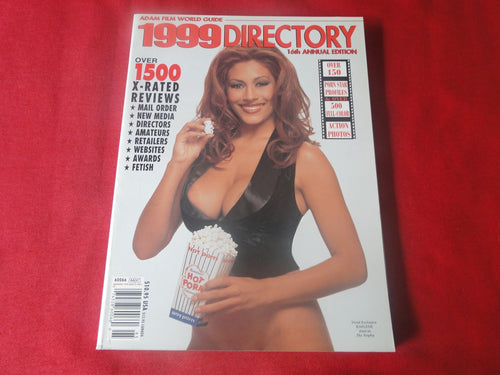 ADAM FILM WORLD GUIDE
1999 DIRECTORY
16th ANNUAL EDITION
OVER
1500
X-RATED
REVIEWS
★ MAIL ORDER
★ NEW MEDIA
★ DIRECTORS
★ AMATEURS
★ RETAILERS
★ WEBSITES
★ AWARDS
★ FETISH
OVER
150
PORN STAR
PROFILES
500
FULL-COLOR
ACTION
PHOTOS
HOT
$10.95 USA